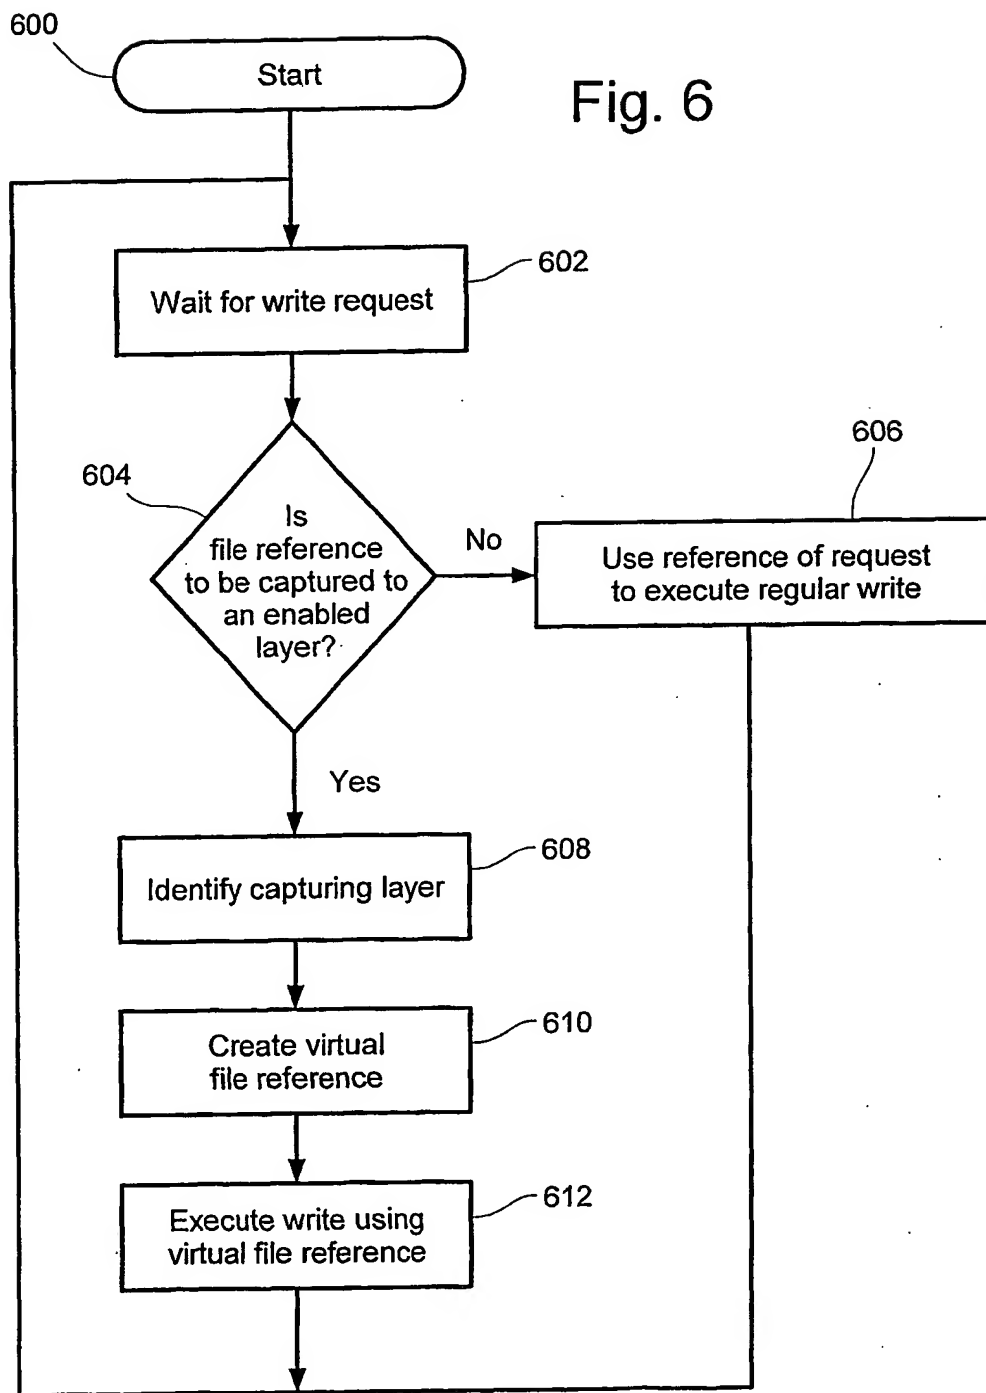 600
Start
Fig. 6
Wait for write request
602
604
Is
file reference
to be captured to
an enabled
layer?
No
606
Use reference of request
to execute regular write
Yes
Identify capturing layer
608
Create virtual
file reference
610
Execute write using
virtual file reference
612